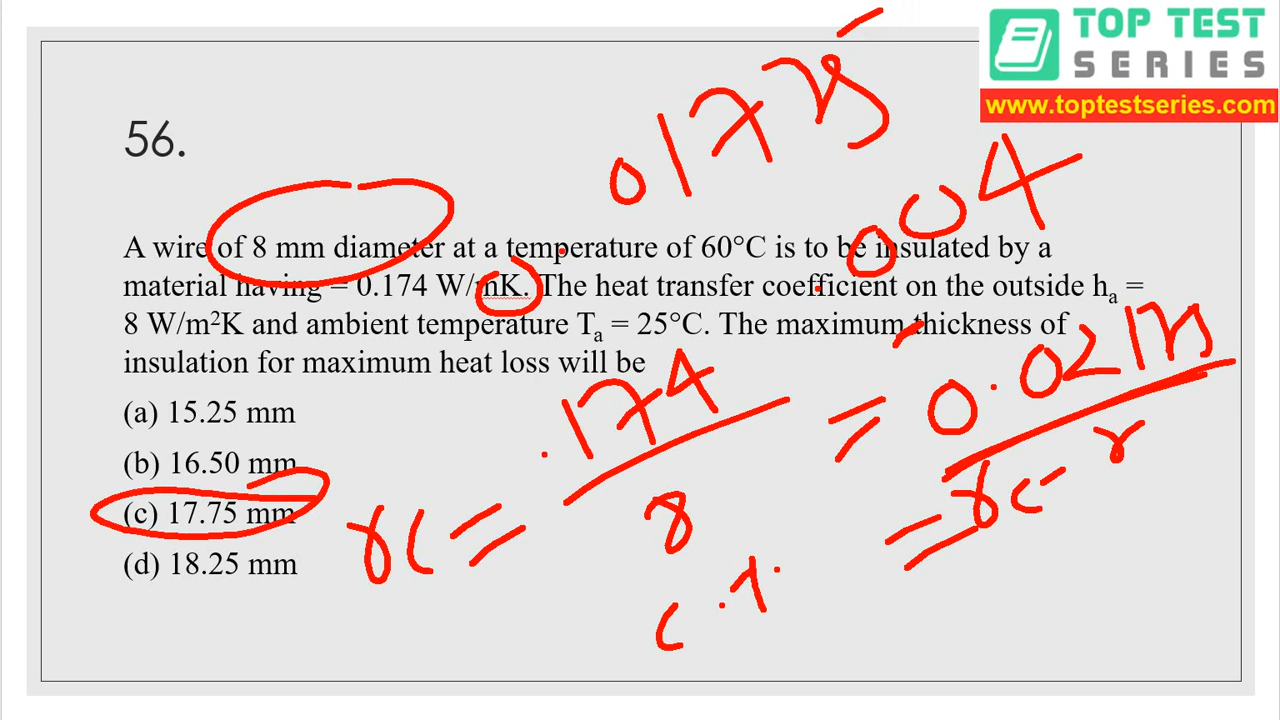 TOP TEST
SERIES
www.toptestseries.com
56.
.01775
.004
A wire of 8 mm diameter at a temperature of 60°C is to be insulated by a
material having = 0.174 W/mK. The heat transfer coefficient on the outside hₐ =
8 W/m²K and ambient temperature Tₐ = 25°C. The maximum thickness of
insulation for maximum heat loss will be
(a) 15.25 mm
(b) 16.50 mm
(c) 17.75 mm
(d) 18.25 mm
rc = .174 / 8 = 0.02175
= rc - r
c.t.